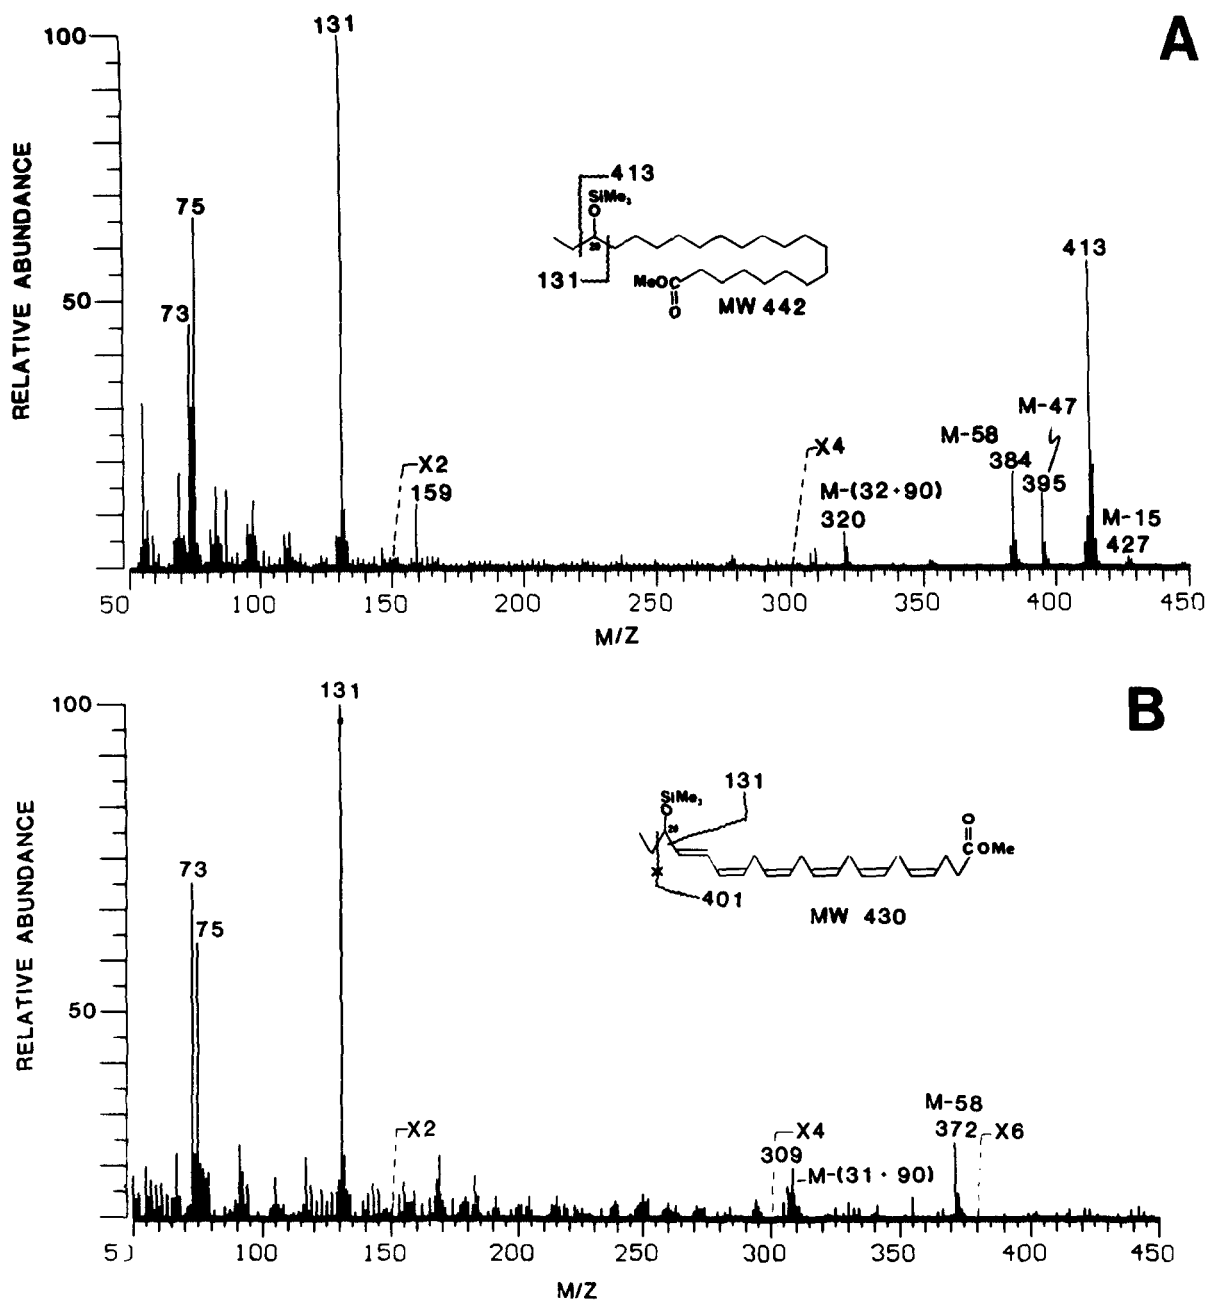 A
100
131
RELATIVE ABUNDANCE
75
73
50
413
SiMe3
O
20
131
MeOC
O
MW 442
X2
159
X4
M-(32+90)
320
M-58
384
M-47
395
413
M-15
427
50 100 150 200 250 300 350 400 450
M/Z
B
100
131
RELATIVE ABUNDANCE
73
75
50
SiMe3
O
20
131
401
O
C OMe
MW 430
X2
X4
309
M-(31+90)
M-58
372
X6
100 150 200 250 300 350 400 450
M/Z